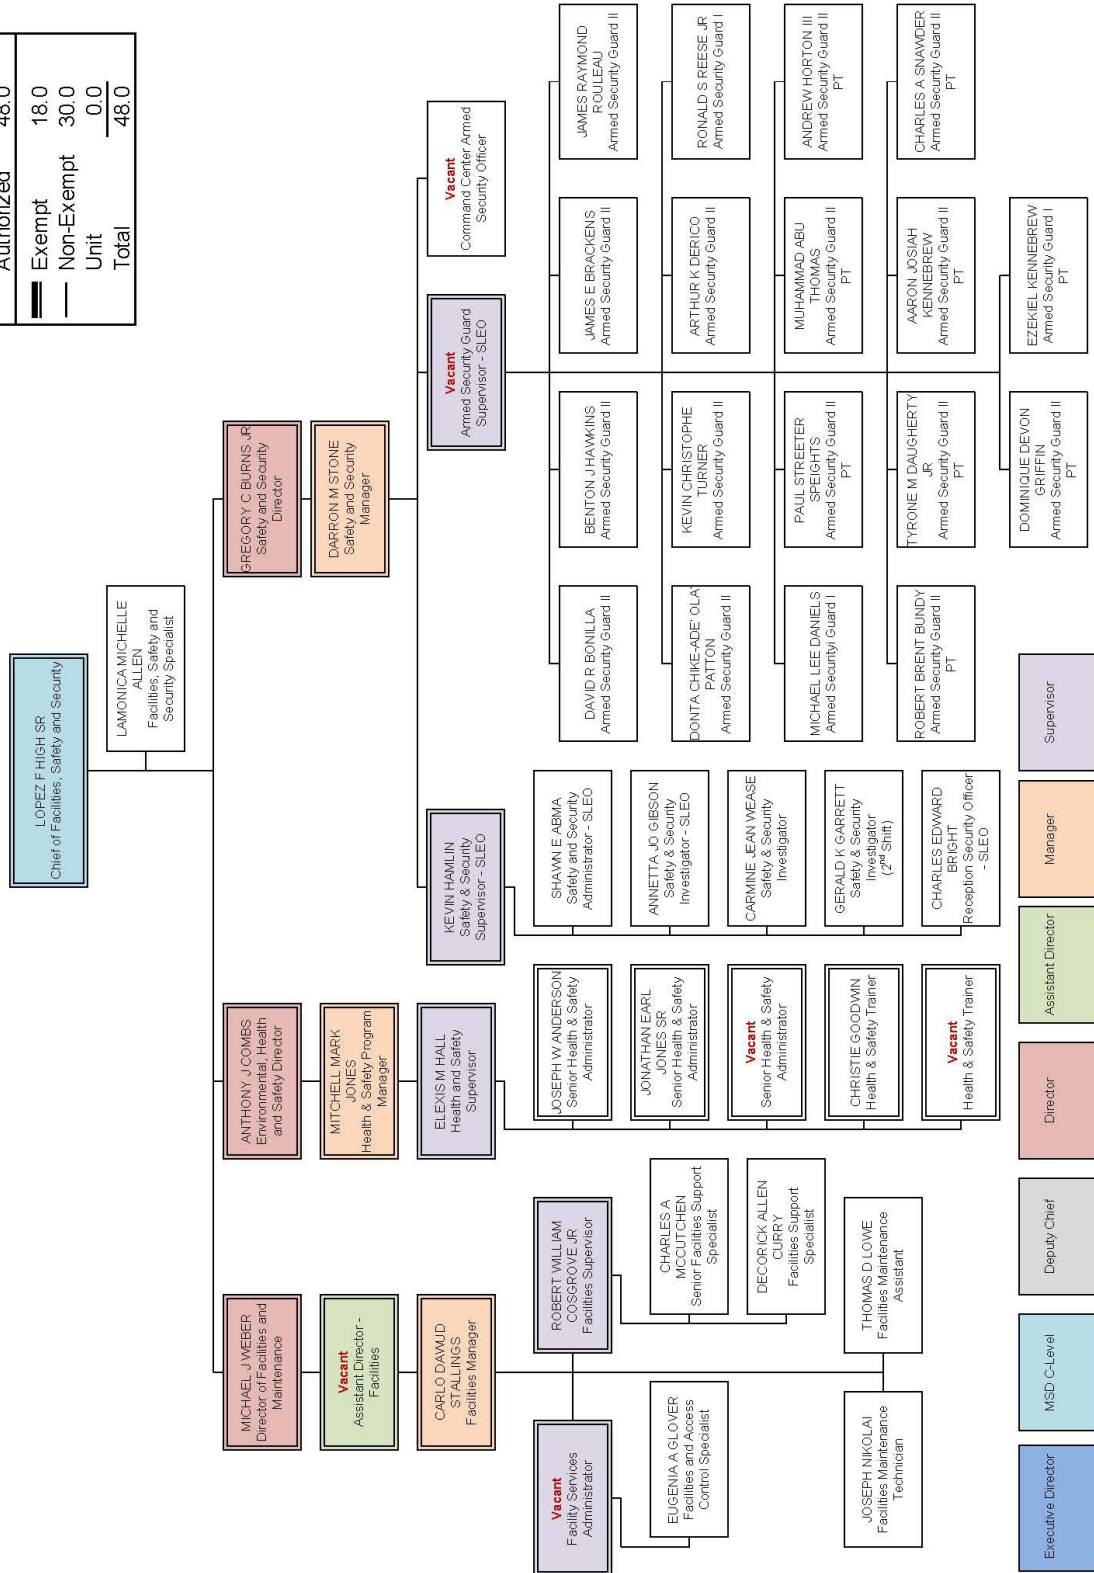 Authorized 48.0
Exempt 18.0
Non-Exempt 30.0
Unit 0.0
Total 48.0
LOPEZ F HIGH SR
Chief of Facilities, Safety and Security
LAMONICA MICHELLE
ALLEN
Facilities, Safety and
Security Specialist
MICHAEL J WEBER
Director of Facilities and
Maintenance
Vacant
Assistant Director -
Facilities
CARLO DAWUD
STALLINGS
Facilities Manager
Vacant
Facility Services
Administrator
EUGENIA A GLOVER
Facilities and Access
Control Specialist
ROBERT WILLIAM
COSGROVE JR
Facilities Supervisor
CHARLES A
MCCUTCHEN
Senior Facilities Support
Specialist
DECORICK ALLEN
CURRY
Facilities Support
Specialist
JOSEPH NIKOLAI
Facilities Maintenance
Technician
THOMAS D LOWE
Facilities Maintenance
Assistant
ANTHONY J COMBS
Environmental, Health
and Safety Director
MITCHELL MARK
JONES
Health & Safety Program
Manager
ELEXIS M HALL
Health and Safety
Supervisor
JOSEPH W ANDERSON
Senior Health & Safety
Administrator
JONATHAN EARL
JONES SR
Senior Health & Safety
Administrator
Vacant
Senior Health & Safety
Administrator
CHRISTIE GOODWIN
Health & Safety Trainer
Vacant
Health & Safety Trainer
GREGORY C BURNS JR
Safety and Security
Director
DARRON M STONE
Safety and Security
Manager
KEVIN HAMLIN
Safety & Security
Supervisor - SLEO
SHAWN E ABMA
Safety and Security
Administrator - SLEO
ANNETTA JO GIBSON
Safety & Security
Investigator - SLEO
CARMINE JEAN WEASE
Safety & Security
Investigator
GERALD K GARRETT
Safety & Security
Investigator
(2nd Shift)
CHARLES EDWARD
BRIGHT
Reception Security Officer
- SLEO
Vacant
Armed Security Guard
Supervisor - SLEO
Vacant
Command Center Armed
Security Officer
DAVID R BONILLA
Armed Security Guard II
BENTON J HAWKINS
Armed Security Guard II
JAMES E BRACKENS
Armed Security Guard II
JAMES RAYMOND
ROULEAU
Armed Security Guard II
DONTA CHIKE-ADE' OLA'
PATTON
Armed Security Guard II
KEVIN CHRISTOPHE
TURNER
Armed Security Guard II
ARTHUR K DERICO
Armed Security Guard II
RONALD S REESE JR
Armed Security Guard I
MICHAEL LEE DANIELS
Armed Securityi Guard I
PAUL STREETER
SPEIGHTS
Armed Security Guard II
PT
MUHAMMAD ABU
THOMAS
Armed Security Guard II
PT
ANDREW HORTON III
Armed Security Guard II
PT
ROBERT BRENT BUNDY
Armed Security Guard II
PT
TYRONE M DAUGHERTY
JR
Armed Security Guard II
PT
AARON JOSIAH
KENNEBREW
Armed Security Guard II
PT
CHARLES A SNAWDER
Armed Security Guard II
PT
DOMINIQUE DEVON
GRIFFIN
Armed Security Guard II
PT
EZEKIEL KENNEBREW
Armed Security Guard I
PT
Executive Director
MSD C-Level
Deputy Chief
Director
Assistant Director
Manager
Supervisor